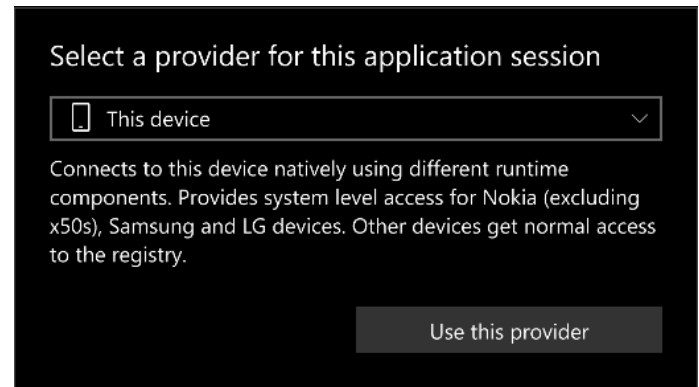 Select a provider for this application session
This device
Connects to this device natively using different runtime
components. Provides system level access for Nokia (excluding
x50s), Samsung and LG devices. Other devices get normal access
to the registry.
Use this provider